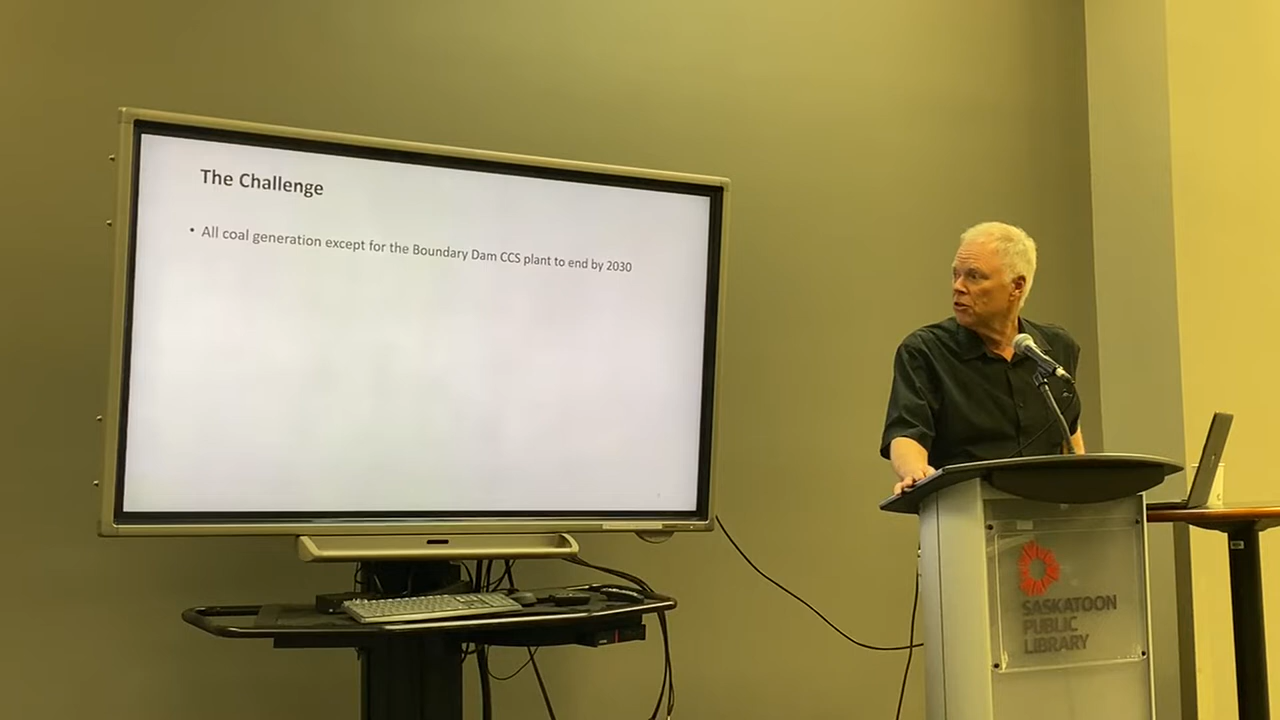 The Challenge
• All coal generation except for the Boundary Dam CCS plant to end by 2030
SASKATOON
PUBLIC
LIBRARY